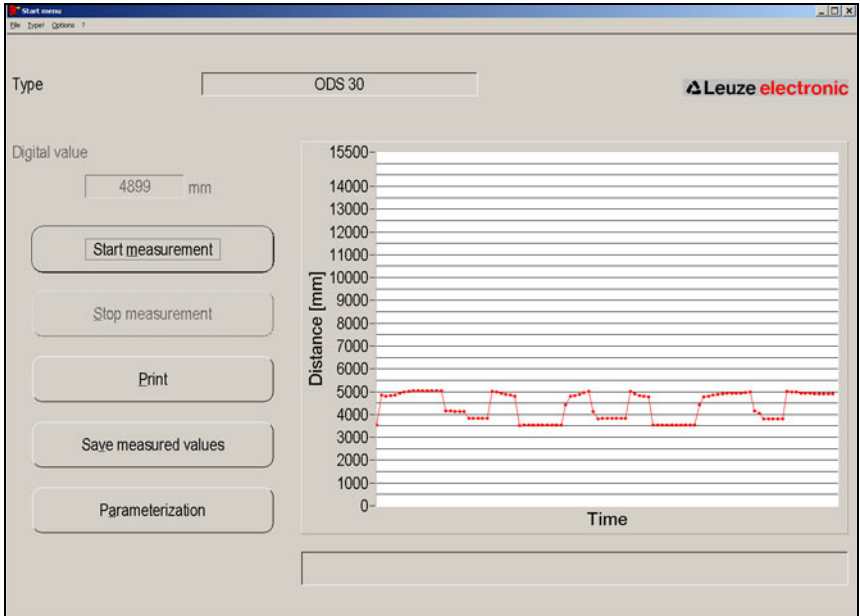 Start menu
File Type! Options ?
Type
ODS 30
Leuze electronic
Digital value
4899 mm
Start measurement
Stop measurement
Print
Save measured values
Parameterization
Distance [mm]
15500
14000
13000
12000
11000
10000
9000
8000
7000
6000
5000
4000
3000
2000
1000
0
Time